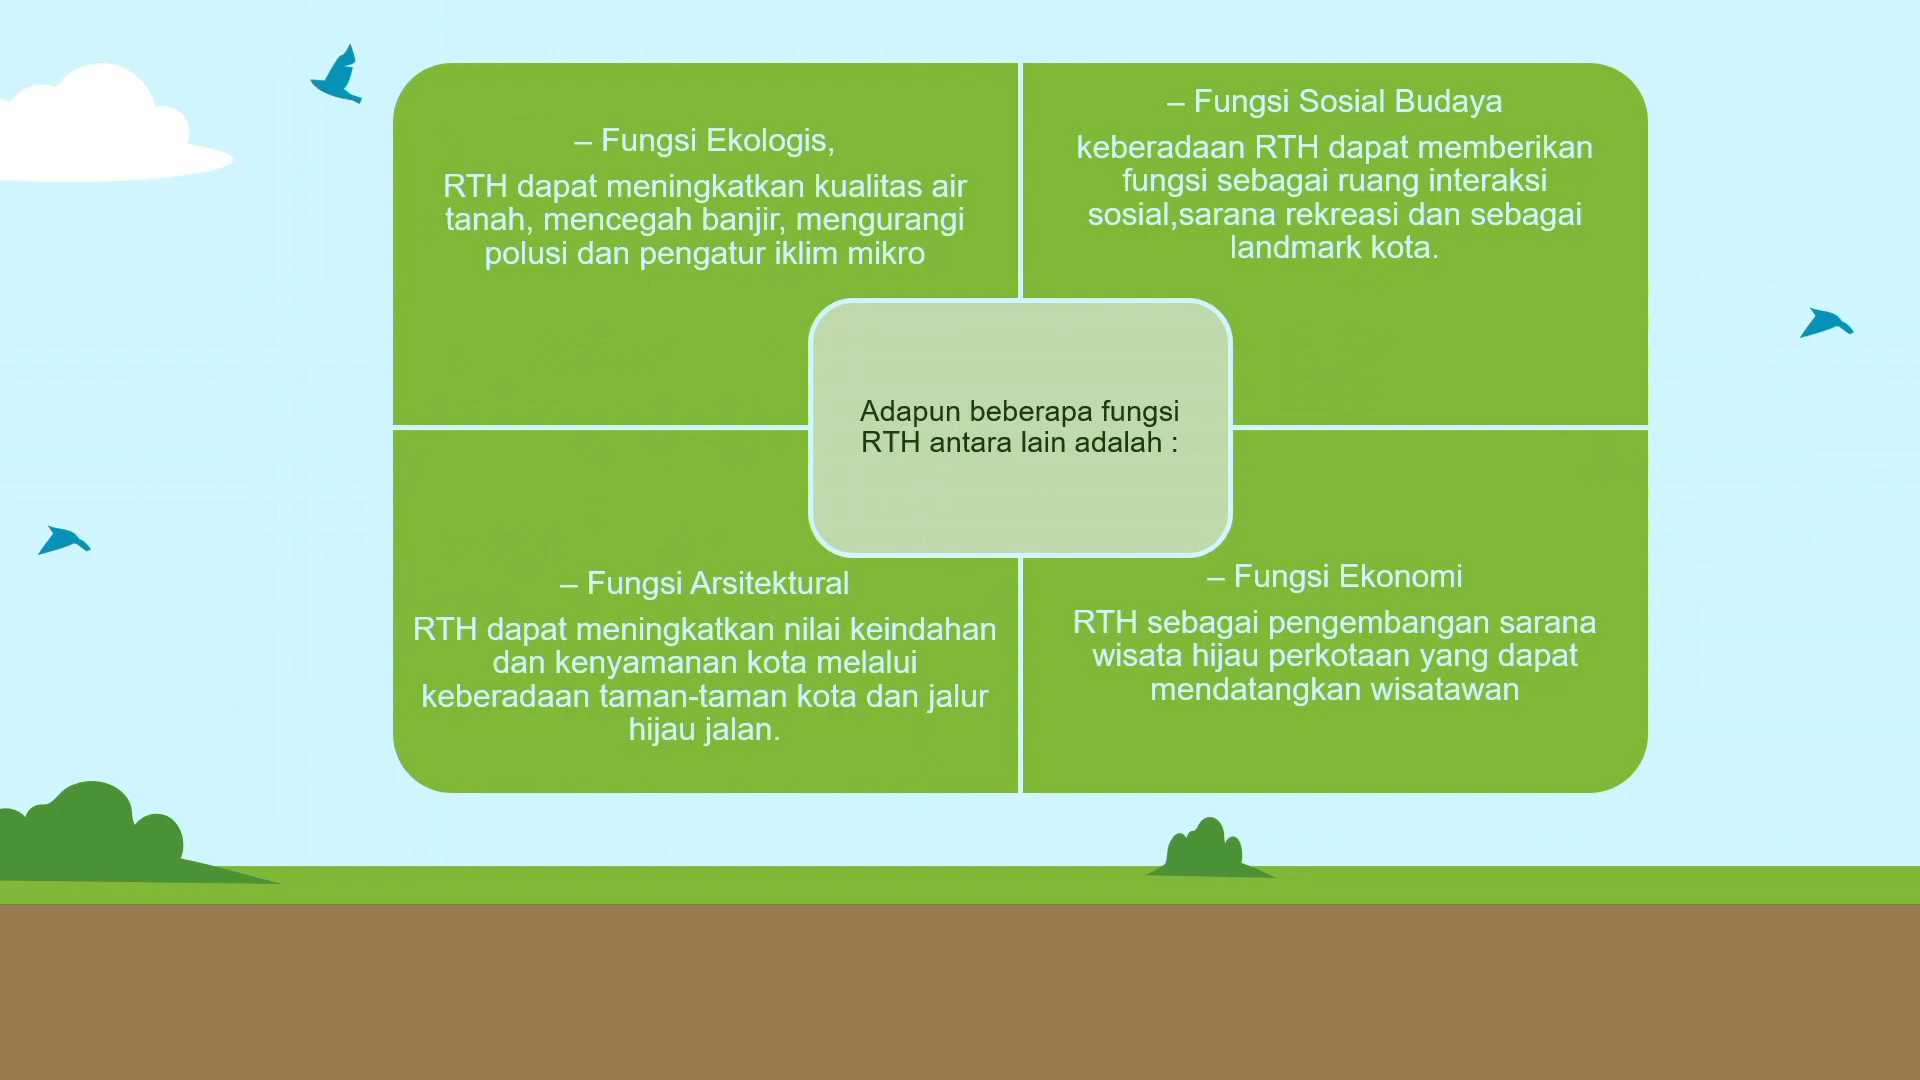 – Fungsi Ekologis,
RTH dapat meningkatkan kualitas air
tanah, mencegah banjir, mengurangi
polusi dan pengatur iklim mikro
– Fungsi Sosial Budaya
keberadaan RTH dapat memberikan
fungsi sebagai ruang interaksi
sosial,sarana rekreasi dan sebagai
landmark kota.
Adapun beberapa fungsi
RTH antara lain adalah :
– Fungsi Arsitektural
RTH dapat meningkatkan nilai keindahan
dan kenyamanan kota melalui
keberadaan taman-taman kota dan jalur
hijau jalan.
– Fungsi Ekonomi
RTH sebagai pengembangan sarana
wisata hijau perkotaan yang dapat
mendatangkan wisatawan